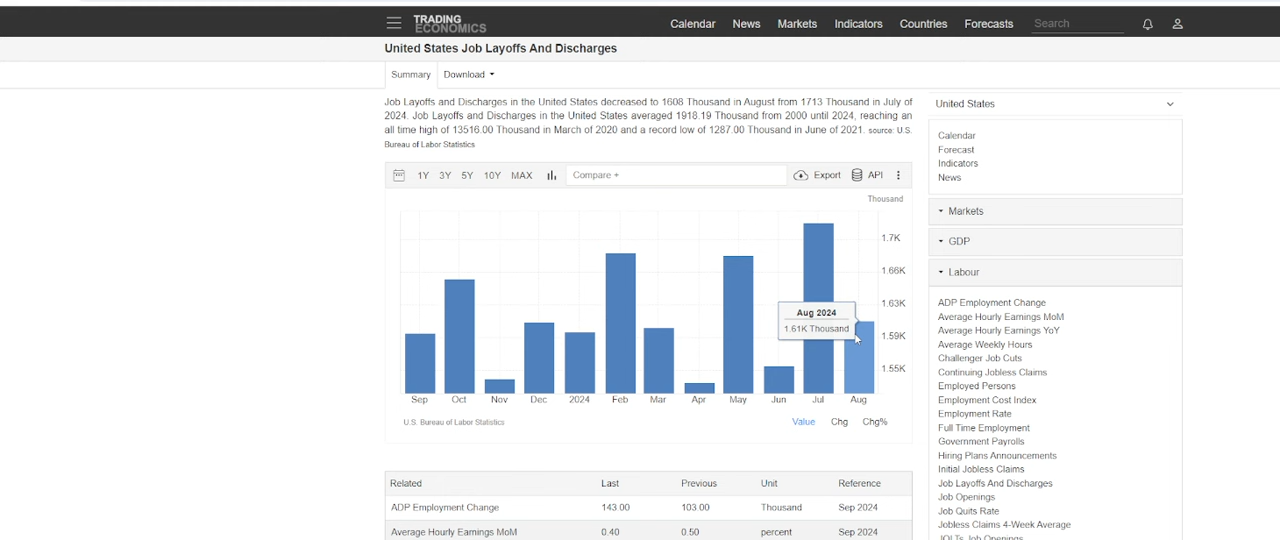 TRADING
ECONOMICS
Calendar News Markets Indicators Countries Forecasts Search
United States Job Layoffs And Discharges
Summary Download
Job Layoffs and Discharges in the United States decreased to 1608 Thousand in August from 1713 Thousand in July of
2024. Job Layoffs and Discharges in the United States averaged 1918.19 Thousand from 2000 until 2024, reaching an
all time high of 13516.00 Thousand in March of 2020 and a record low of 1287.00 Thousand in June of 2021. source: U.S.
Bureau of Labor Statistics
1Y 3Y 5Y 10Y MAX Compare + Export API
Thousand
1.7K
1.66K
1.63K
1.59K
1.55K
Aug 2024
1.61K Thousand
Sep Oct Nov Dec 2024 Feb Mar Apr May Jun Jul Aug
U.S. Bureau of Labor Statistics Value Chg Chg%
Related Last Previous Unit Reference
ADP Employment Change 143.00 103.00 Thousand Sep 2024
Average Hourly Earnings MoM 0.40 0.50 percent Sep 2024
United States
Calendar
Forecast
Indicators
News
Markets
GDP
Labour
ADP Employment Change
Average Hourly Earnings MoM
Average Hourly Earnings YoY
Average Weekly Hours
Challenger Job Cuts
Continuing Jobless Claims
Employed Persons
Employment Cost Index
Employment Rate
Full Time Employment
Government Payrolls
Hiring Plans Announcements
Initial Jobless Claims
Job Layoffs And Discharges
Job Openings
Job Quits Rate
Jobless Claims 4-Week Average
JOLTs Job Openings